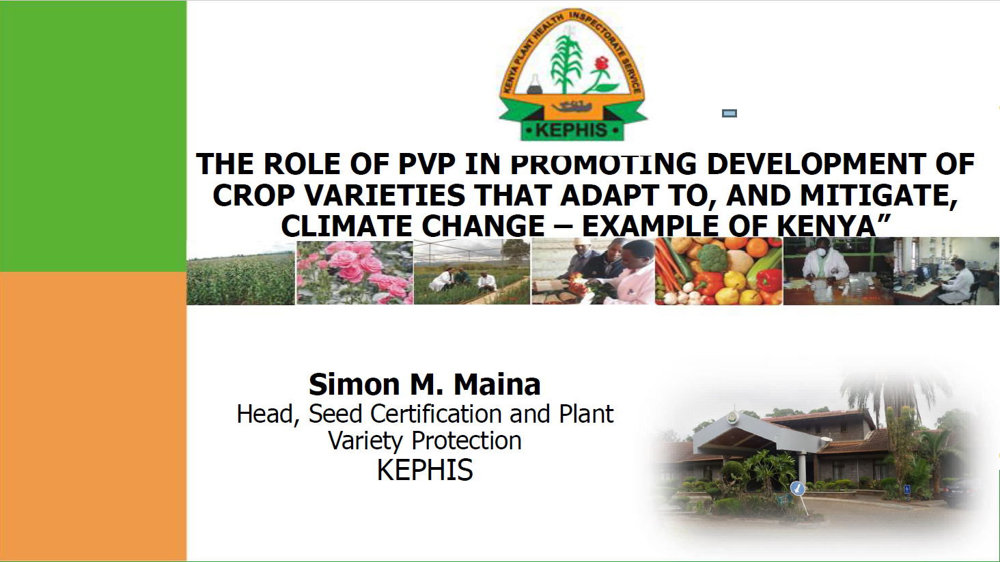 KENYA PLANT HEALTH INSPECTORATE SERVICE
• KEPHIS •
THE ROLE OF PVP IN PROMOTING DEVELOPMENT OF
CROP VARIETIES THAT ADAPT TO, AND MITIGATE,
CLIMATE CHANGE – EXAMPLE OF KENYA”
Simon M. Maina
Head, Seed Certification and Plant
Variety Protection
KEPHIS